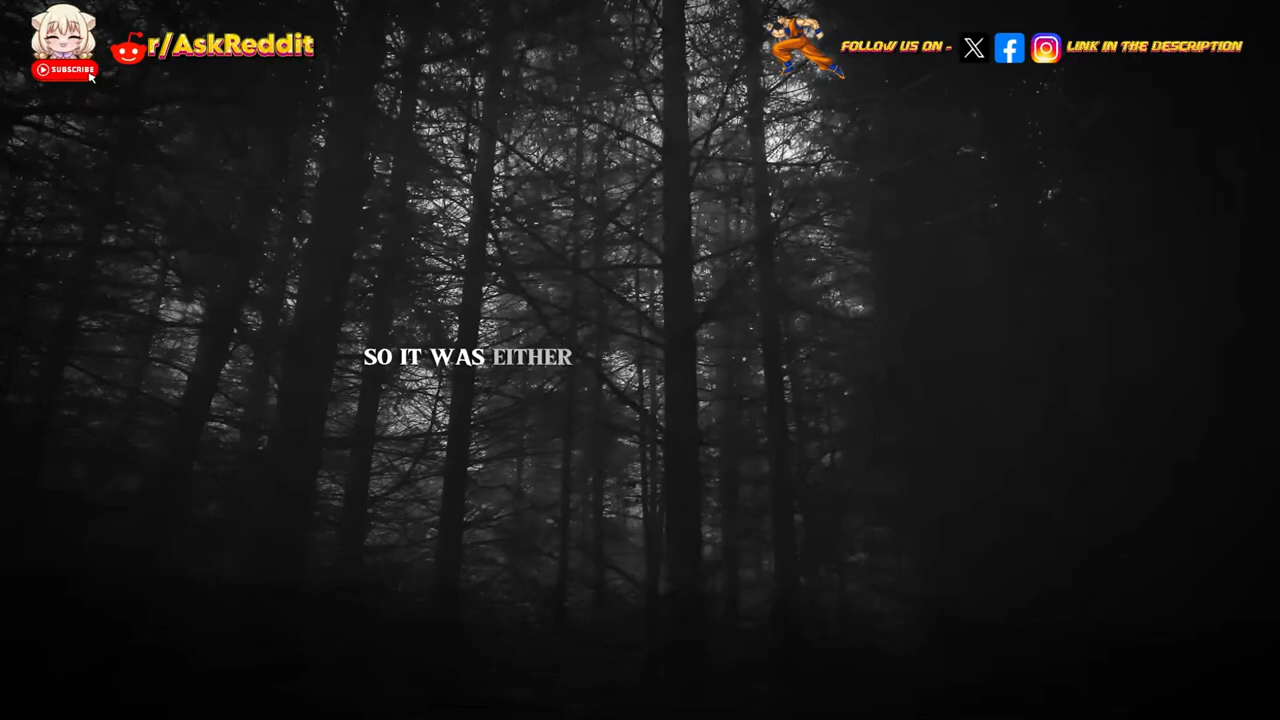 r/AskReddit
SUBSCRIBE
FOLLOW US ON -
LINK IN THE DESCRIPTION
SO IT WAS EITHER